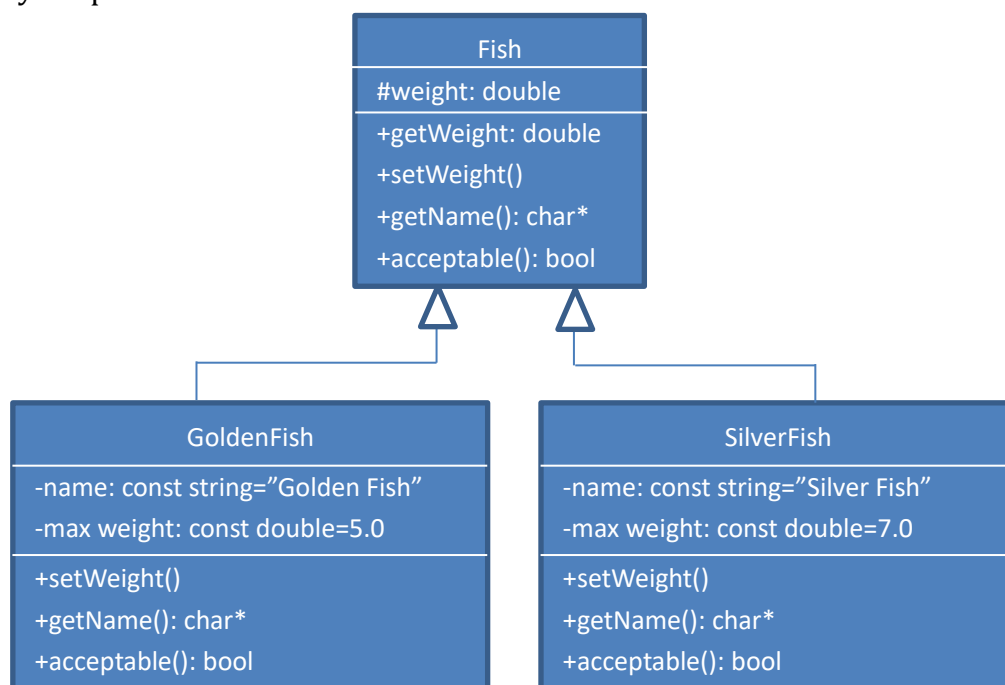 Fish
#weight: double
+getWeight: double
+setWeight()
+getName(): char*
+acceptable(): bool
GoldenFish
-name: const string=”Golden Fish”
-max weight: const double=5.0
+setWeight()
+getName(): char*
+acceptable(): bool
SilverFish
-name: const string=”Silver Fish”
-max weight: const double=7.0
+setWeight()
+getName(): char*
+acceptable(): bool